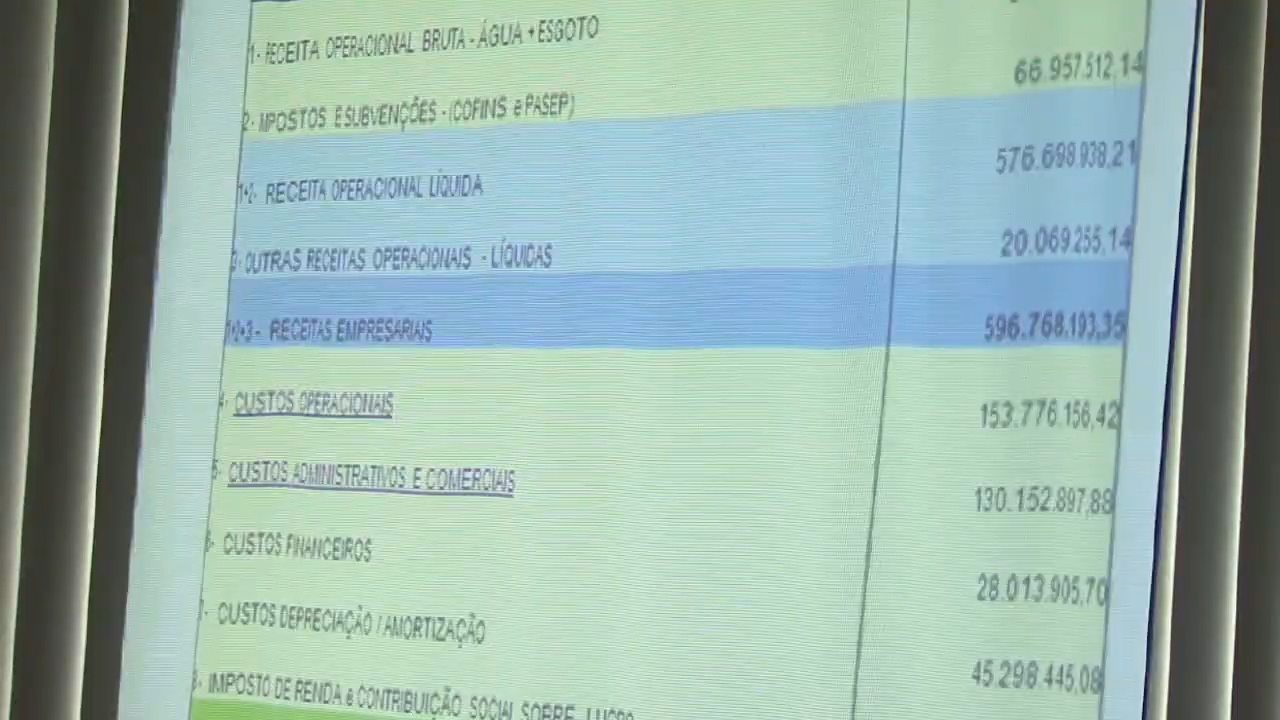 1- RECEITA OPERACIONAL BRUTA - ÁGUA + ESGOTO
2- IMPOSTOS E SUBVENÇÕES - (COFINS e PASEP) 66.957.512,14
1+2- RECEITA OPERACIONAL LÍQUIDA 576.698.938,21
3- OUTRAS RECEITAS OPERACIONAIS - LÍQUIDAS 20.069.255,14
1+2+3 - RECEITAS EMPRESARIAIS 596.768.193,35
4- CUSTOS OPERACIONAIS 153.776.156,42
5- CUSTOS ADMINISTRATIVOS E COMERCIAIS 130.152.897,88
6- CUSTOS FINANCEIROS 28.013.905,70
7- CUSTOS DEPRECIAÇÃO / AMORTIZAÇÃO 45.298.445,08
8- IMPOSTO DE RENDA e CONTRIBUIÇÃO SOCIAL SOBRE LUCRO